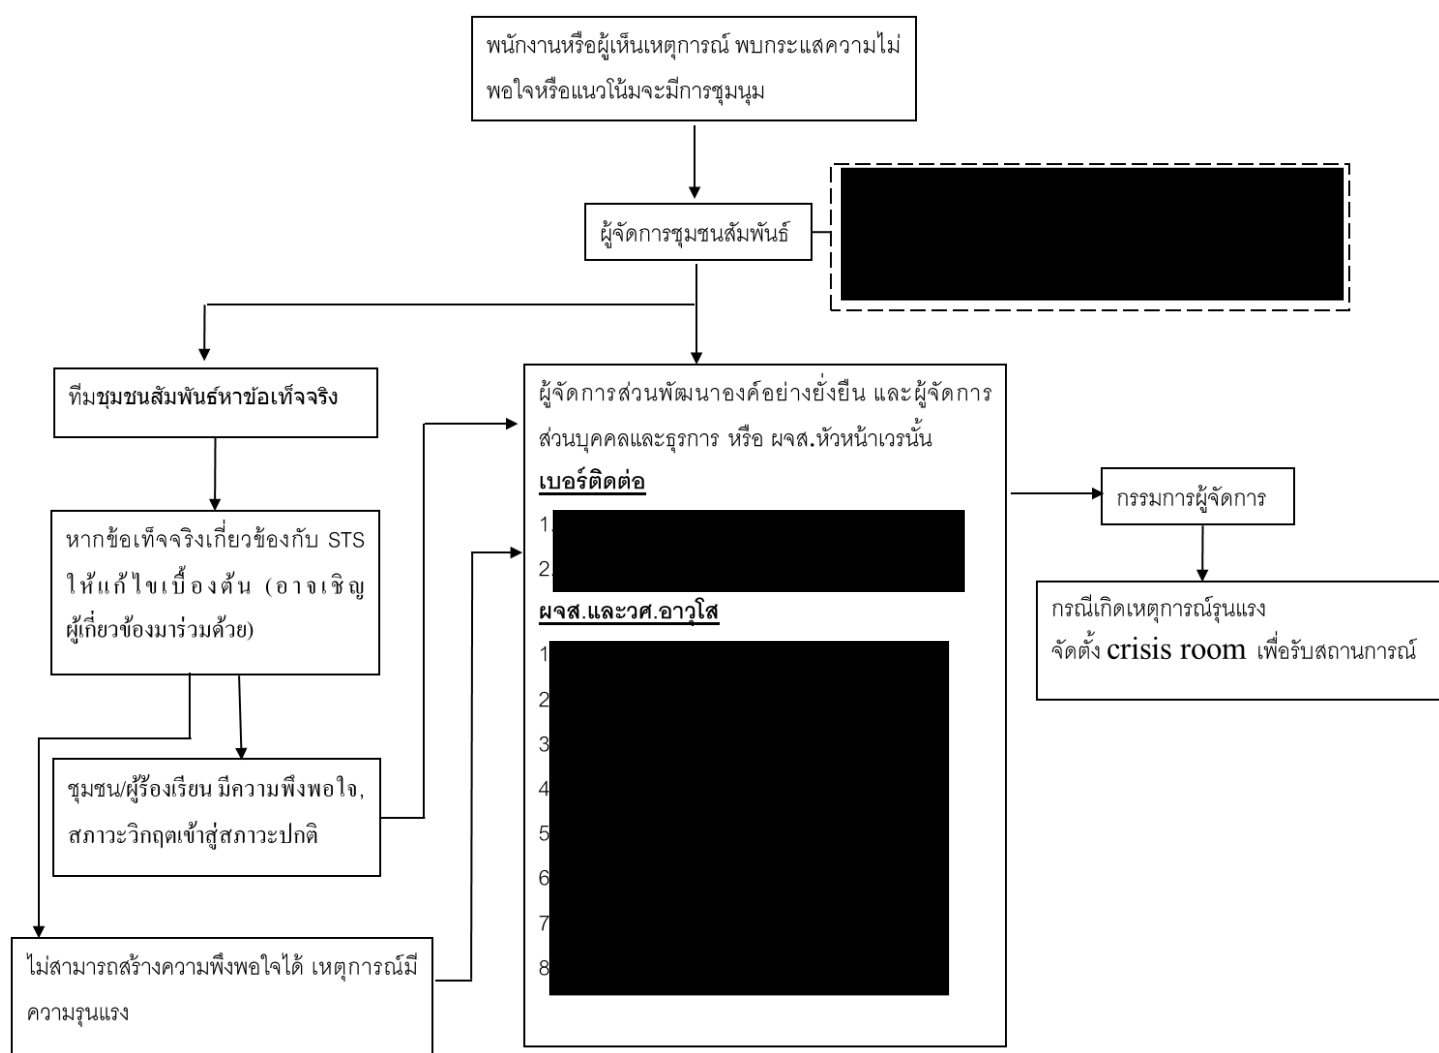 พนักงานหรือผู้เห็นเหตุการณ์ พบกระแสความไม่
พอใจหรือแนวโน้มจะมีการชุมนุม
ผู้จัดการชุมชนสัมพันธ์
ทีมชุมชนสัมพันธ์หาข้อเท็จจริง
หากข้อเท็จจริงเกี่ยวข้องกับ STS
ให้แก้ไขเบื้องต้น (อาจเชิญ
ผู้เกี่ยวข้องมาร่วมด้วย)
ชุมชน/ผู้ร้องเรียน มีความพึงพอใจ,
สภาวะวิกฤตเข้าสู่สภาวะปกติ
ไม่สามารถสร้างความพึงพอใจได้ เหตุการณ์มี
ความรุนแรง
ผู้จัดการส่วนพัฒนาองค์อย่างยั่งยืน และผู้จัดการ
ส่วนบุคคลและธุรการ หรือ ผจส.หัวหน้าเวรนั้น
เบอร์ติดต่อ
1.
2.
ผจส.และวศ.อาวุโส
1
2
3
4
5
6
7
8
กรรมการผู้จัดการ
กรณีเกิดเหตุการณ์รุนแรง
จัดตั้ง crisis room เพื่อรับสถานการณ์